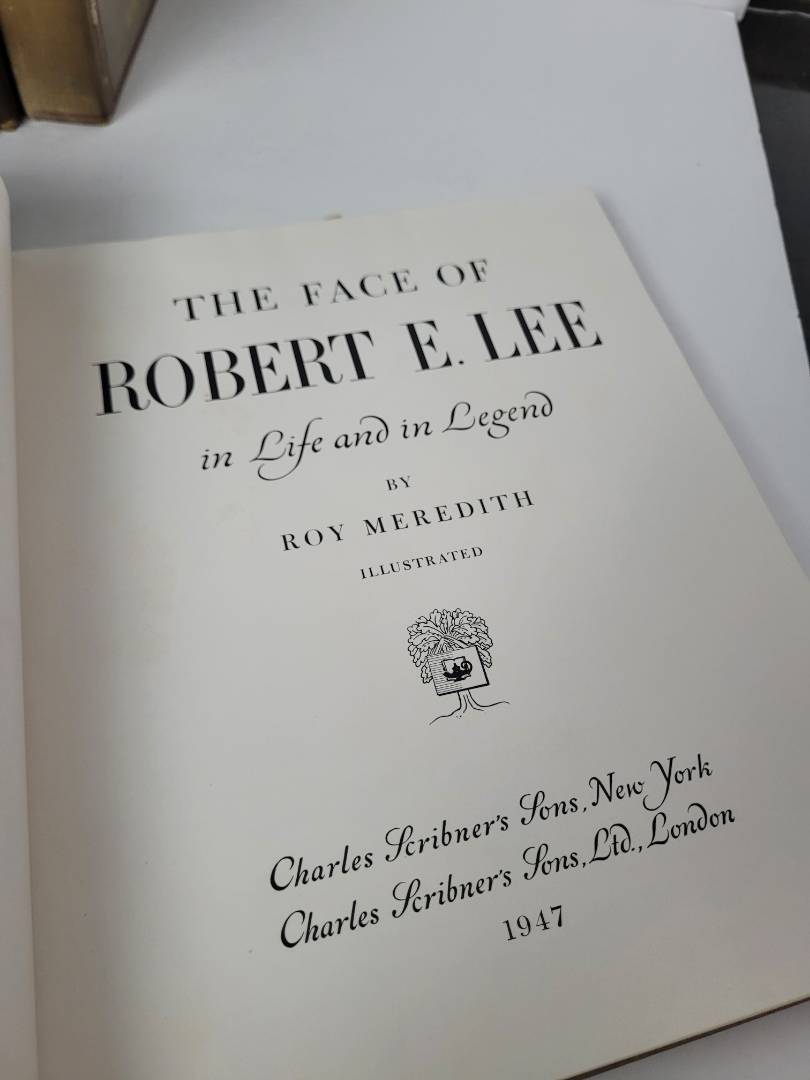 THE FACE OF
ROBERT E. LEE
in Life and in Legend
BY
ROY MEREDITH
ILLUSTRATED
Charles Scribner's Sons, New York
Charles Scribner's Sons, Ltd., London
1947